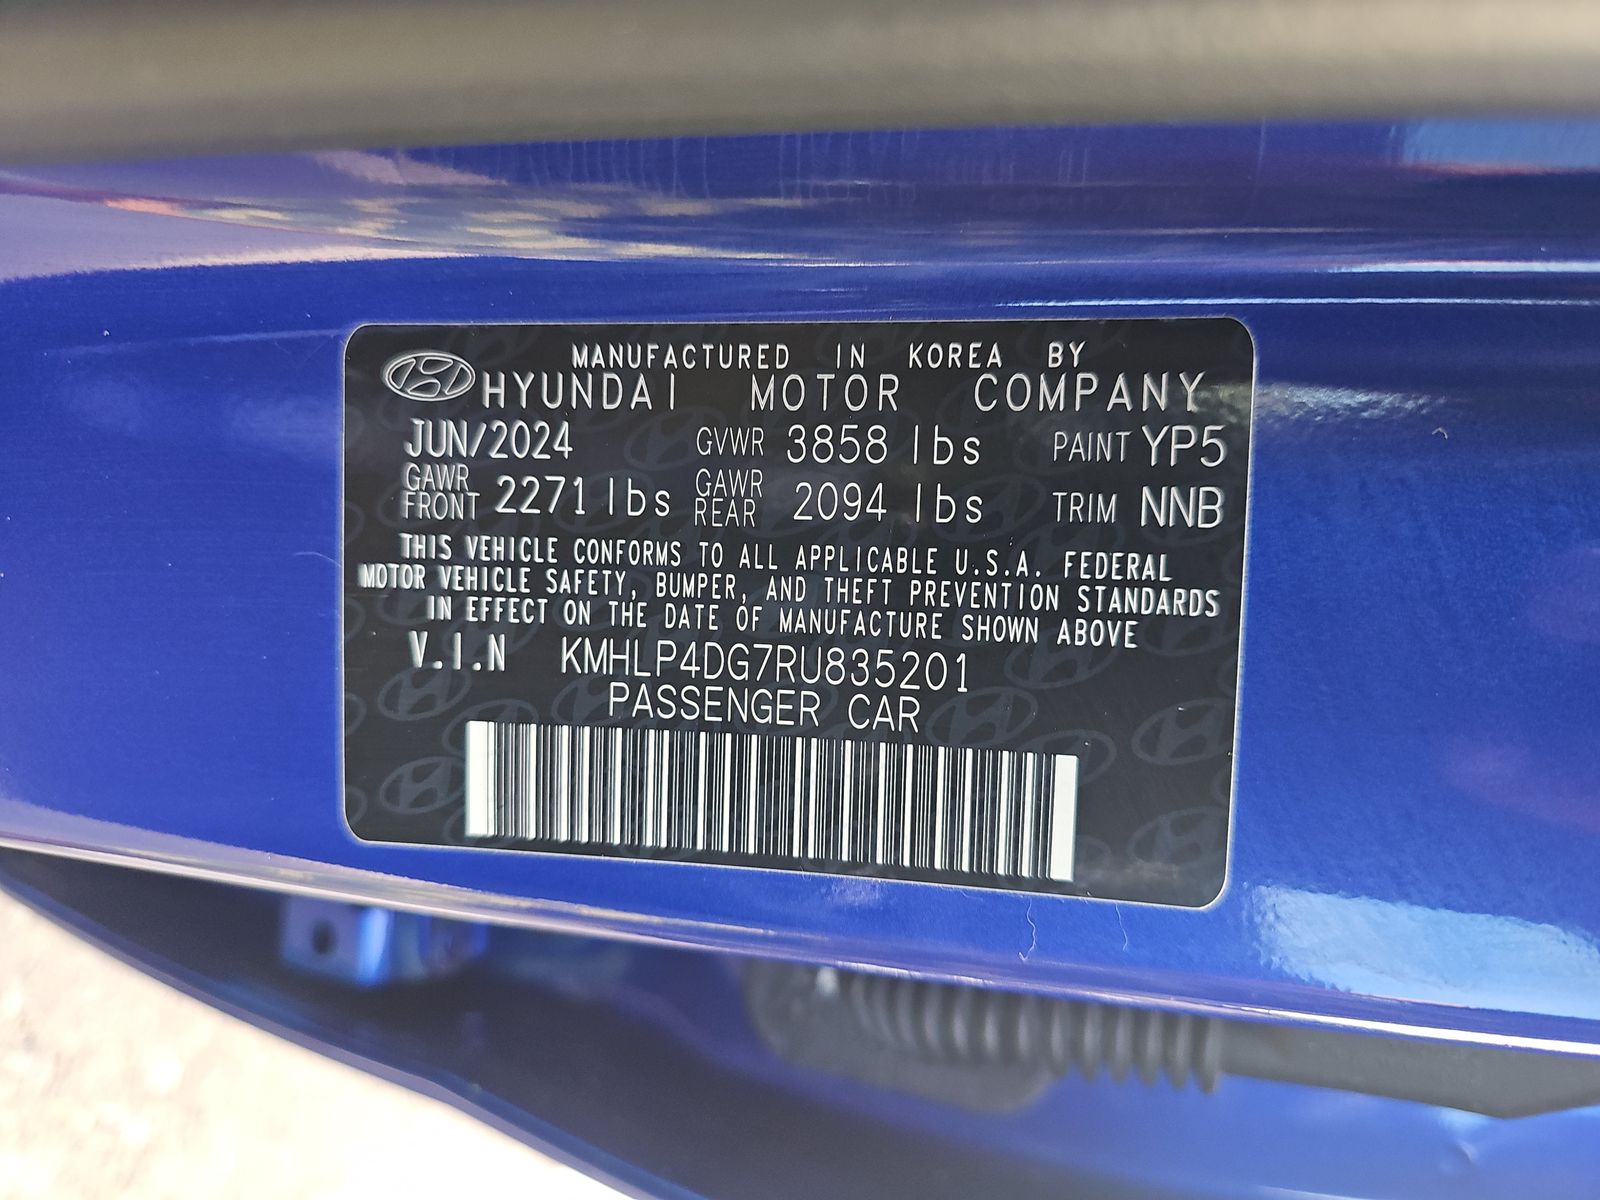 MANUFACTURED IN KOREA BY
HYUNDAI MOTOR COMPANY
JUN/2024 GVWR 3858 lbs PAINT YP5
GAWR FRONT 2271 lbs GAWR REAR 2094 lbs TRIM NNB
THIS VEHICLE CONFORMS TO ALL APPLICABLE U.S.A. FEDERAL
MOTOR VEHICLE SAFETY, BUMPER, AND THEFT PREVENTION STANDARDS
IN EFFECT ON THE DATE OF MANUFACTURE SHOWN ABOVE
V.I.N KMHLP4DG7RU835201
PASSENGER CAR